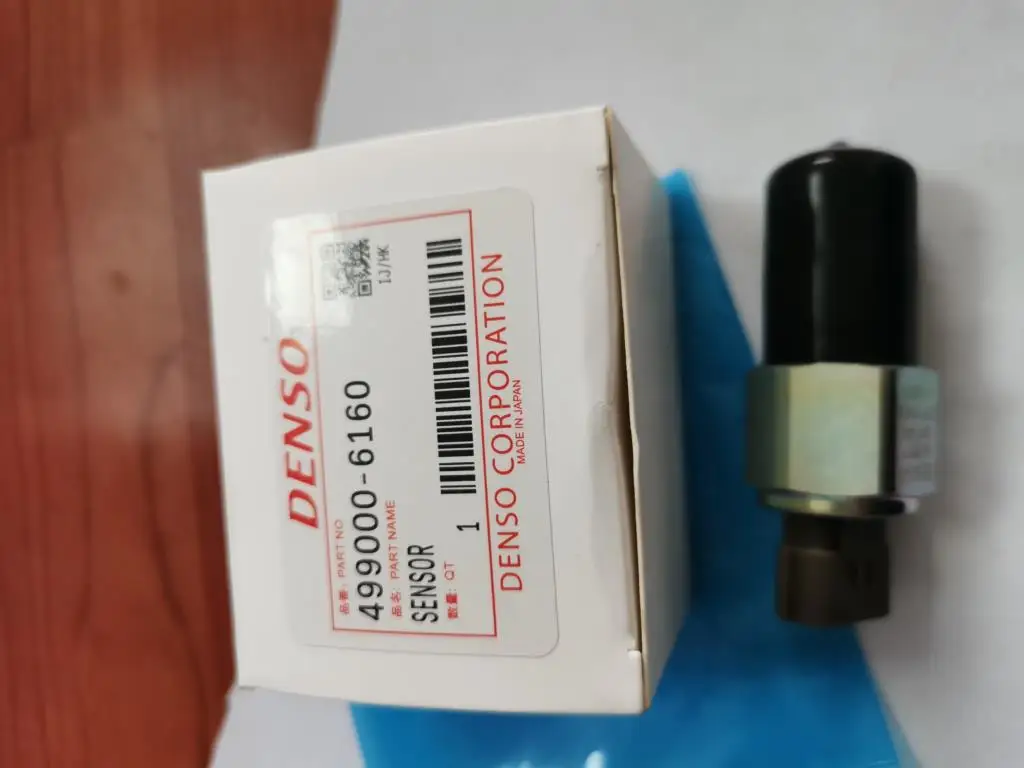 DENSO
品番: PART NO
499000-6160
1J/HK
品名: PART NAME
SENSOR
数量: QT
1
DENSO CORPORATION
MADE IN JAPAN